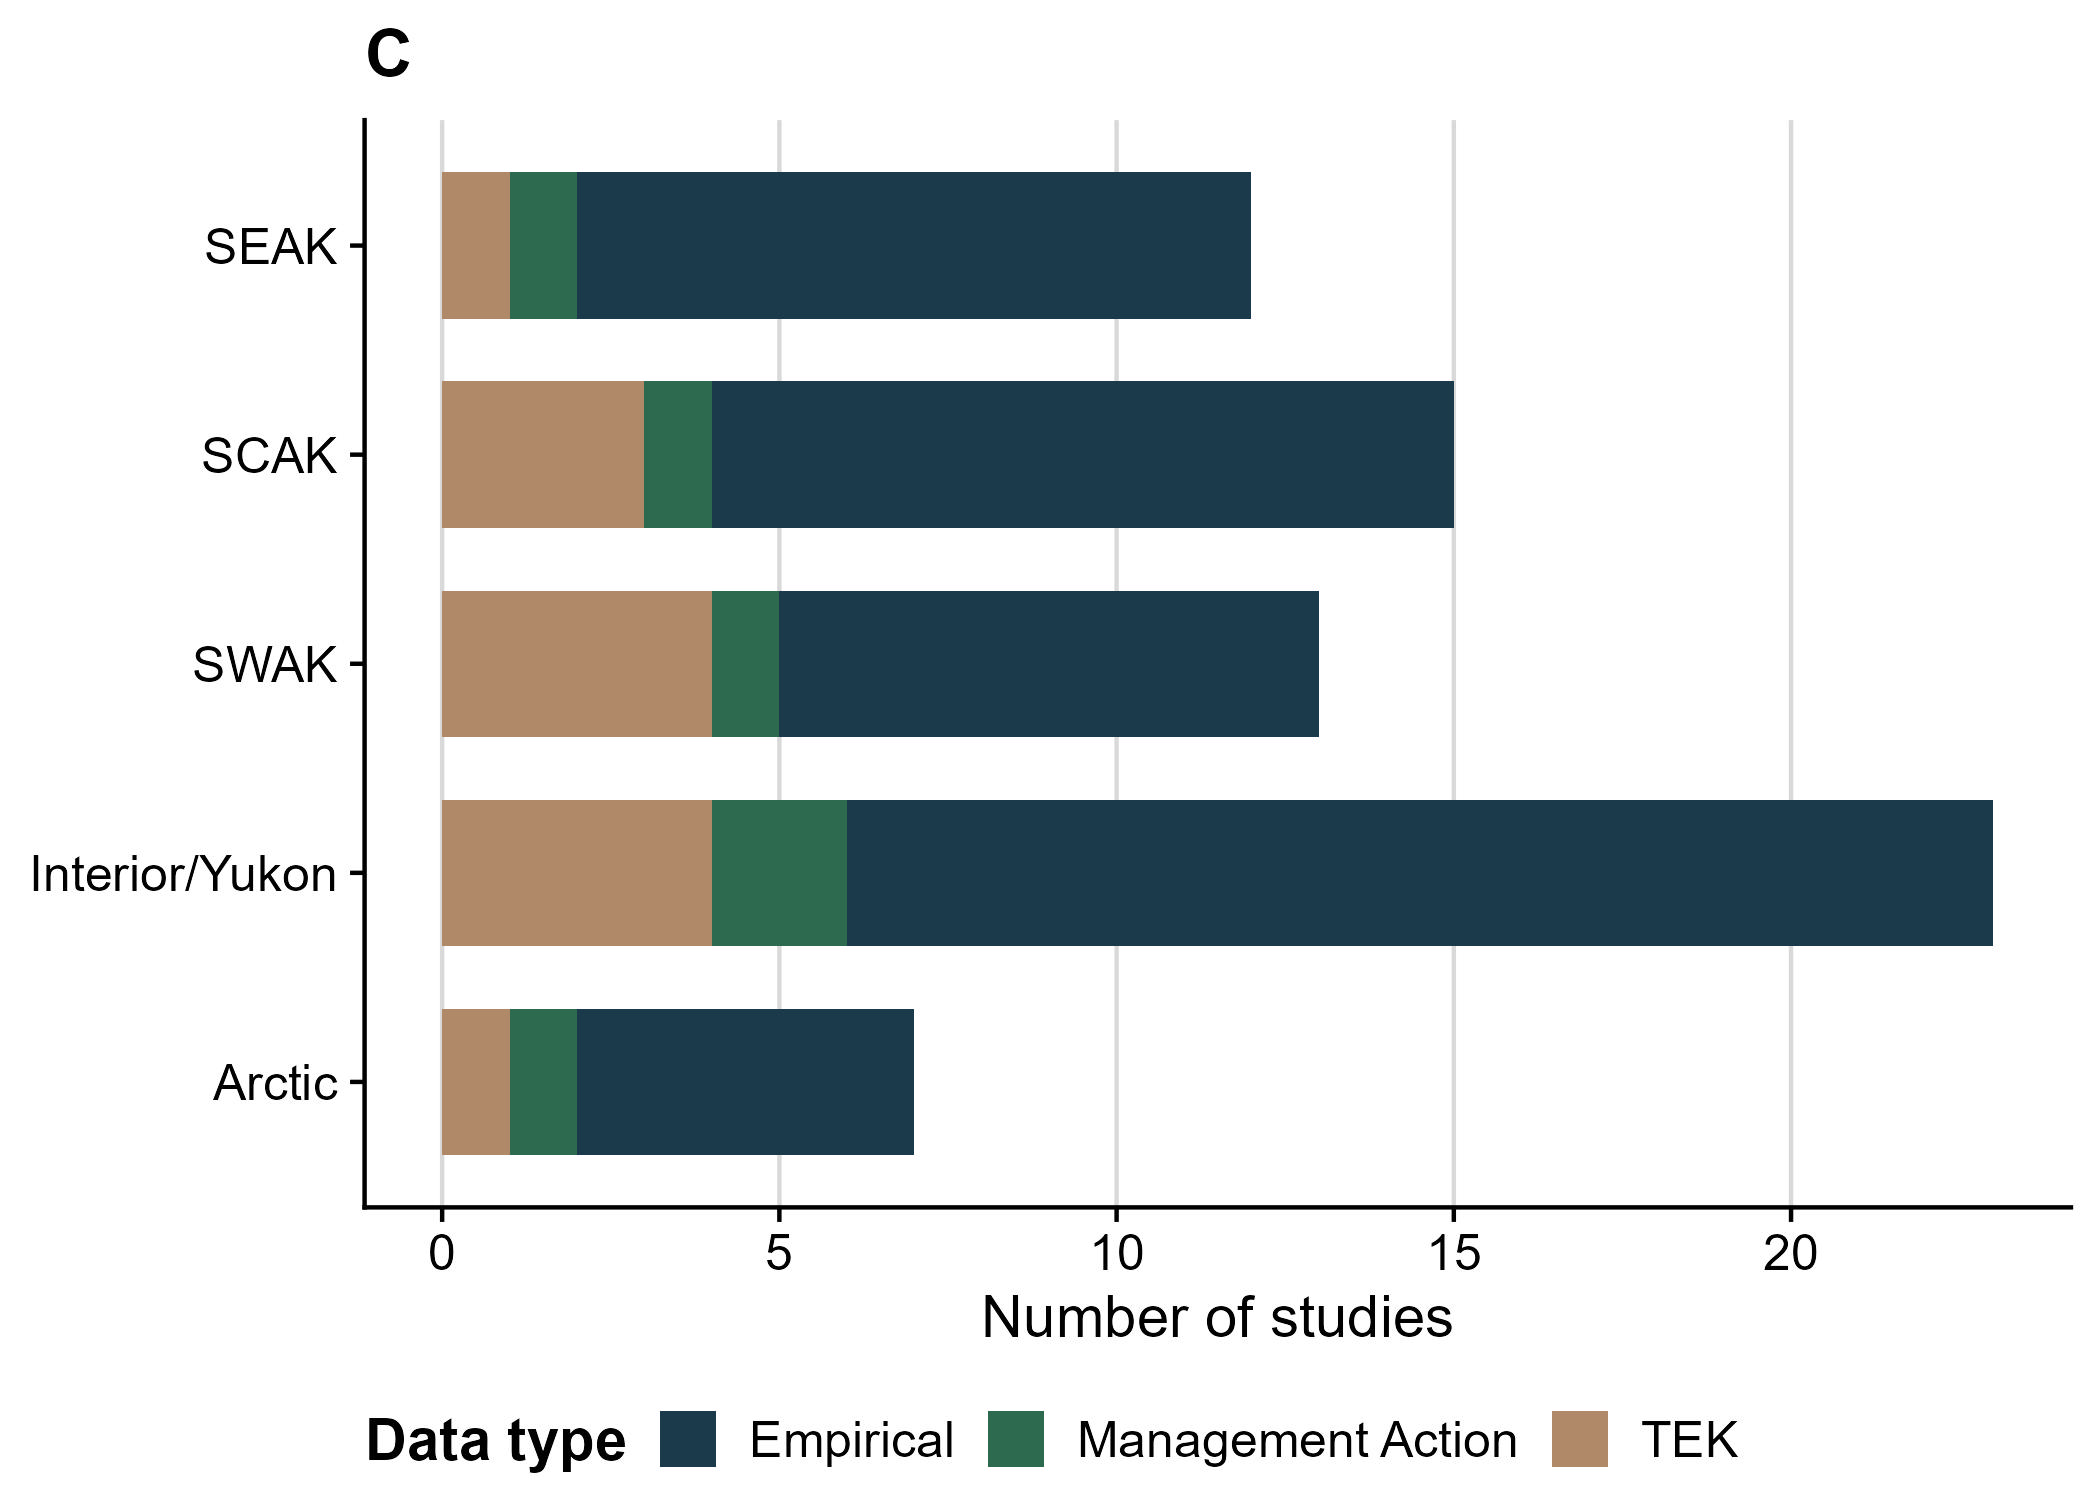 C
SEAK
SCAK
SWAK
Interior/Yukon
Arctic
0 5 10 15 20
Number of studies
Data type Empirical Management Action TEK